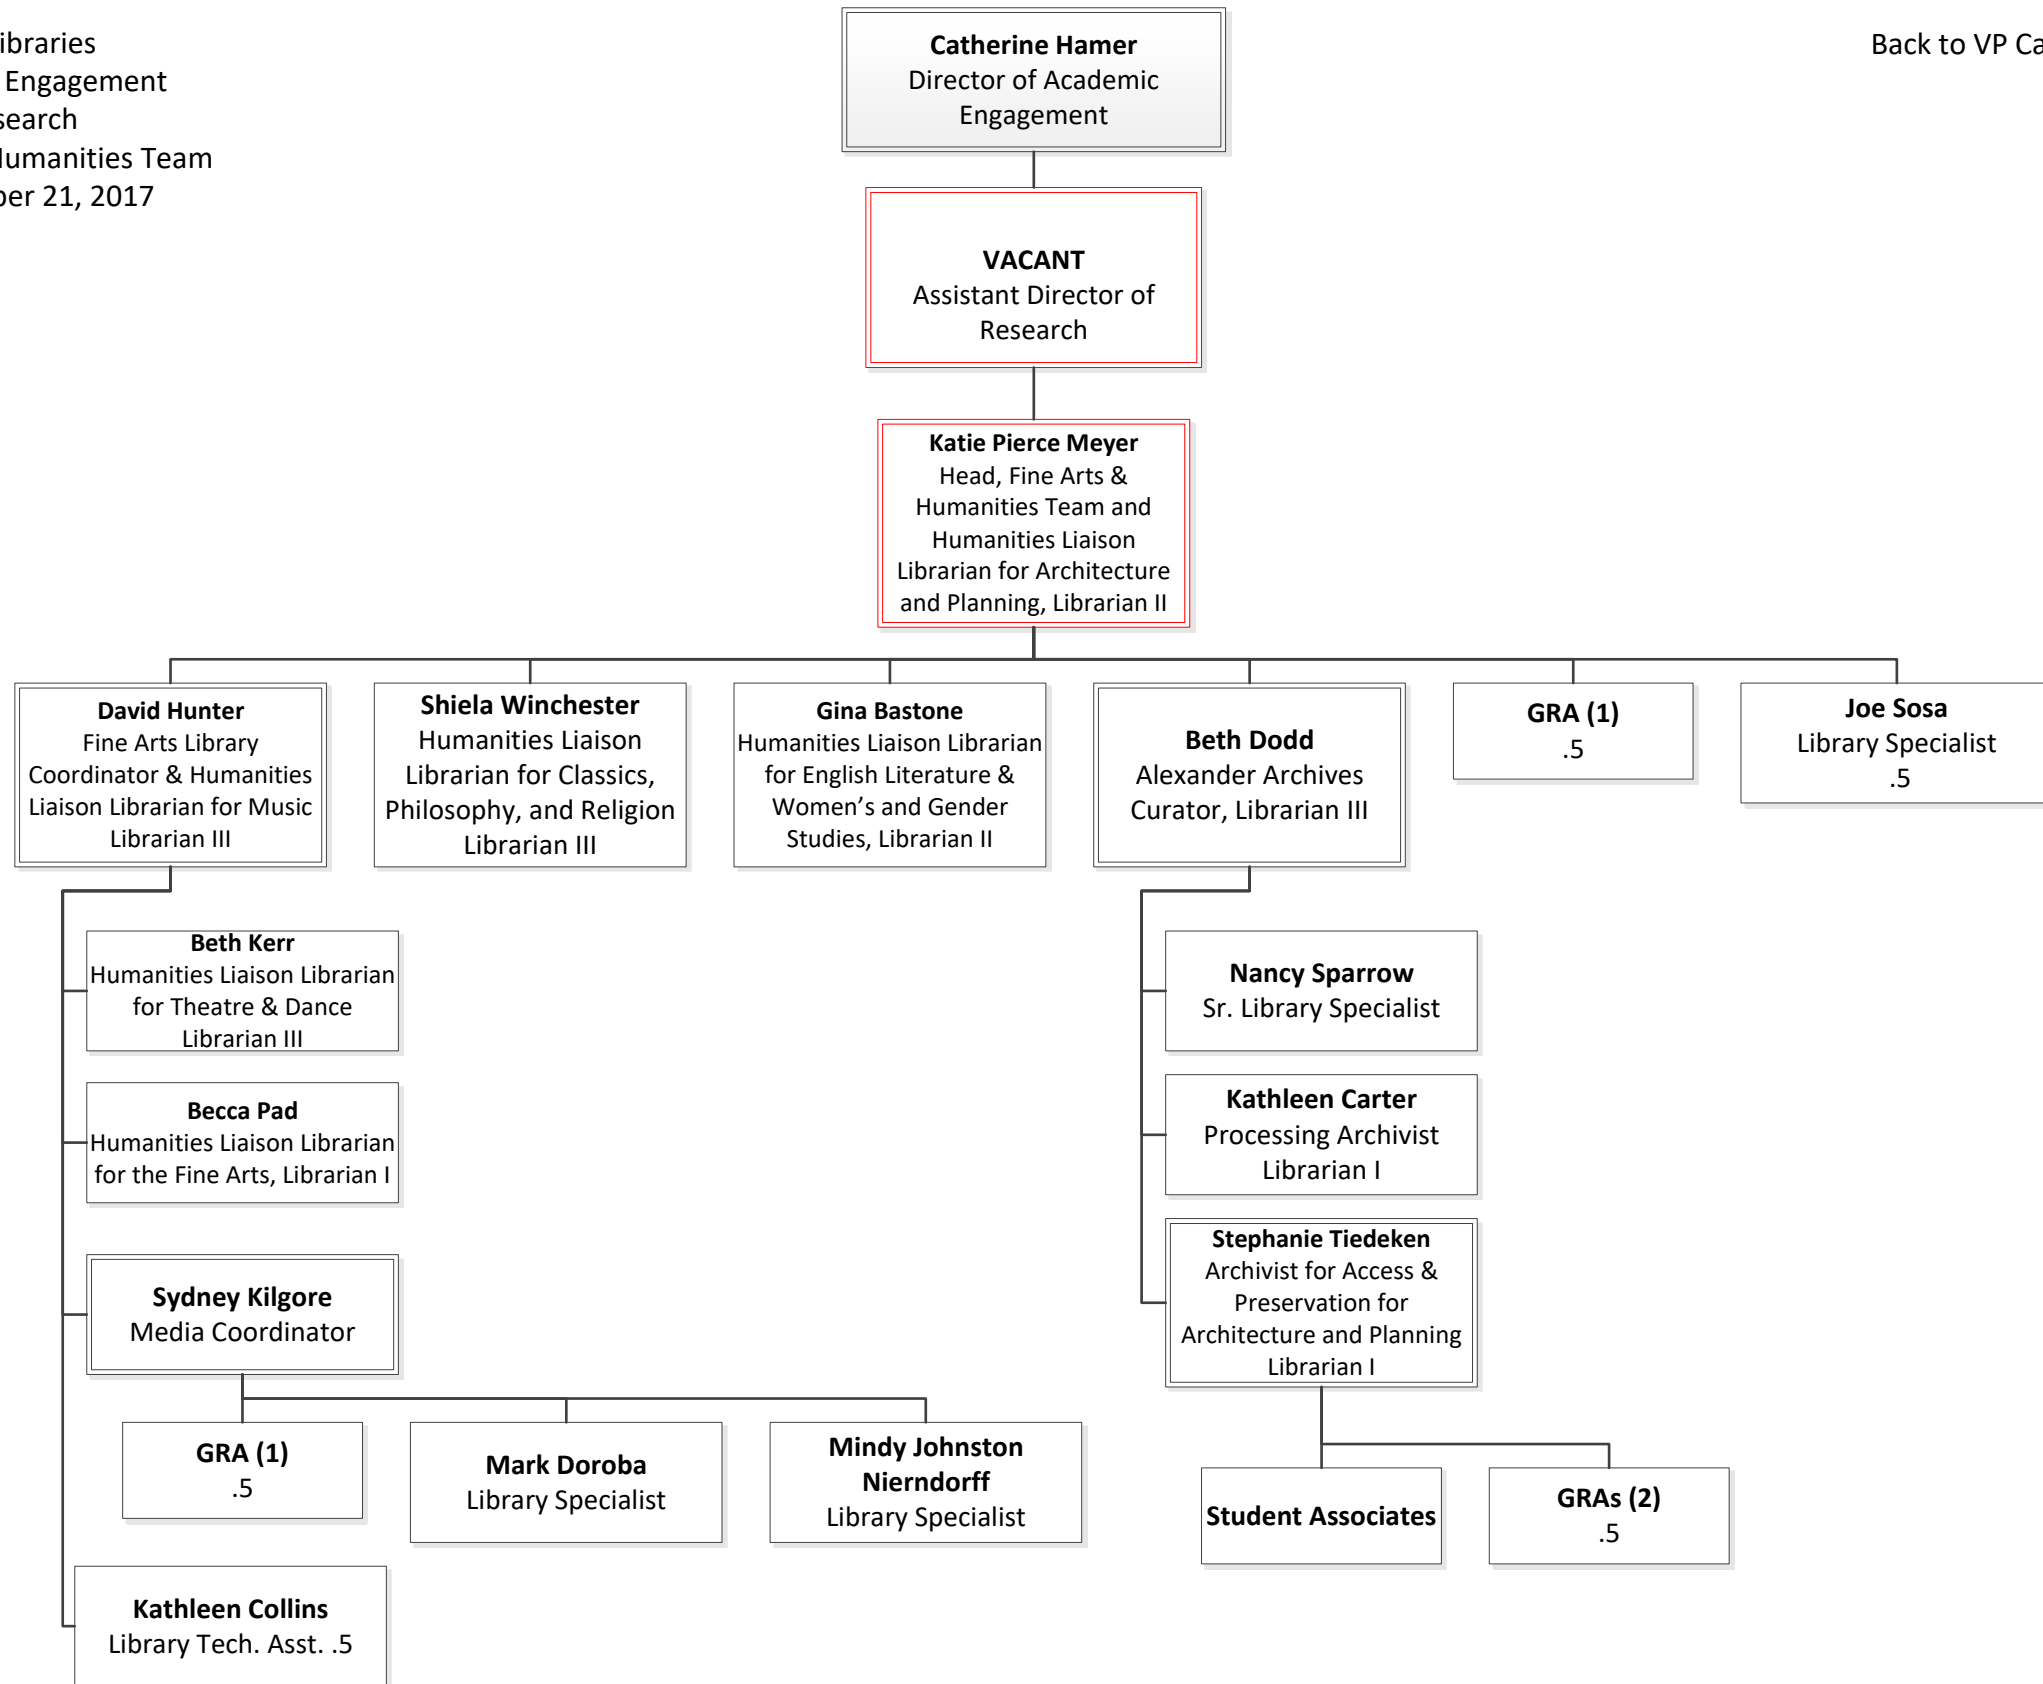 ibraries
Engagement
search
Humanities Team
ber 21, 2017
Back to VP Ca
Catherine Hamer
Director of Academic
Engagement
VACANT
Assistant Director of
Research
Katie Pierce Meyer
Head, Fine Arts &
Humanities Team and
Humanities Liaison
Librarian for Architecture
and Planning, Librarian II
David Hunter
Fine Arts Library
Coordinator & Humanities
Liaison Librarian for Music
Librarian III
Shiela Winchester
Humanities Liaison
Librarian for Classics,
Philosophy, and Religion
Librarian III
Gina Bastone
Humanities Liaison Librarian
for English Literature &
Women’s and Gender
Studies, Librarian II
Beth Dodd
Alexander Archives
Curator, Librarian III
GRA (1)
.5
Joe Sosa
Library Specialist
.5
Beth Kerr
Humanities Liaison Librarian
for Theatre & Dance
Librarian III
Becca Pad
Humanities Liaison Librarian
for the Fine Arts, Librarian I
Sydney Kilgore
Media Coordinator
GRA (1)
.5
Mark Doroba
Library Specialist
Mindy Johnston
Nierndorff
Library Specialist
Kathleen Collins
Library Tech. Asst. .5
Nancy Sparrow
Sr. Library Specialist
Kathleen Carter
Processing Archivist
Librarian I
Stephanie Tiedeken
Archivist for Access &
Preservation for
Architecture and Planning
Librarian I
Student Associates
GRAs (2)
.5